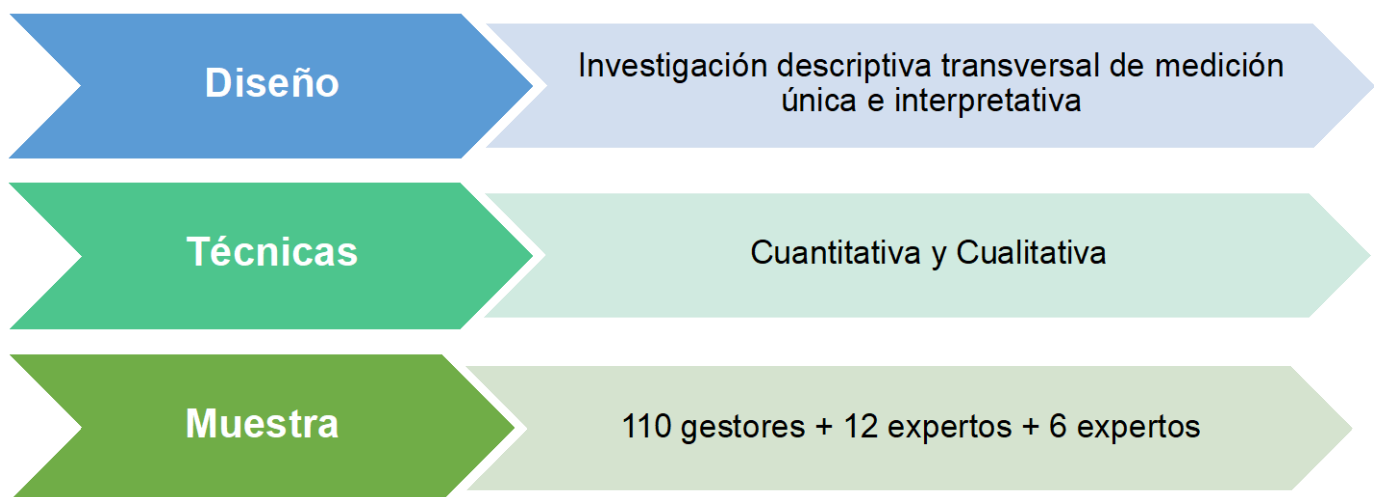 Diseño
Investigación descriptiva transversal de medición
única e interpretativa
Técnicas
Cuantitativa y Cualitativa
Muestra
110 gestores + 12 expertos + 6 expertos